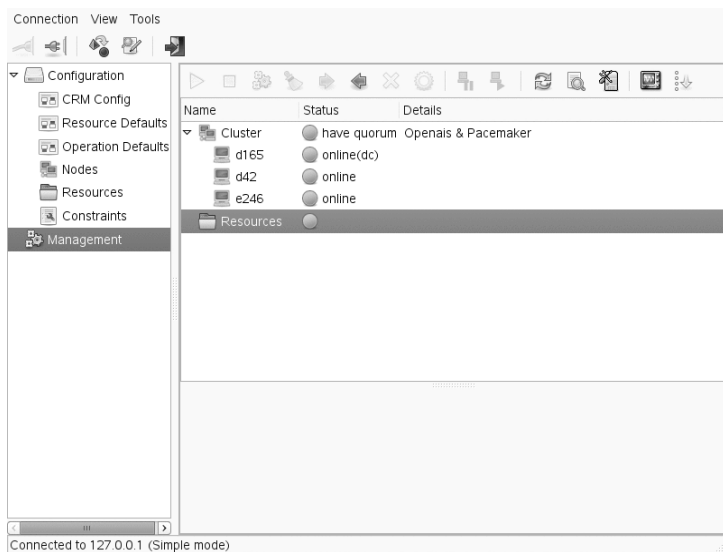 Connection View Tools
Configuration
CRM Config
Resource Defaults
Operation Defaults
Nodes
Resources
Constraints
Management
Name Status Details
Cluster have quorum Openais & Pacemaker
d165 online(dc)
d42 online
e246 online
Resources
Connected to 127.0.0.1 (Simple mode)